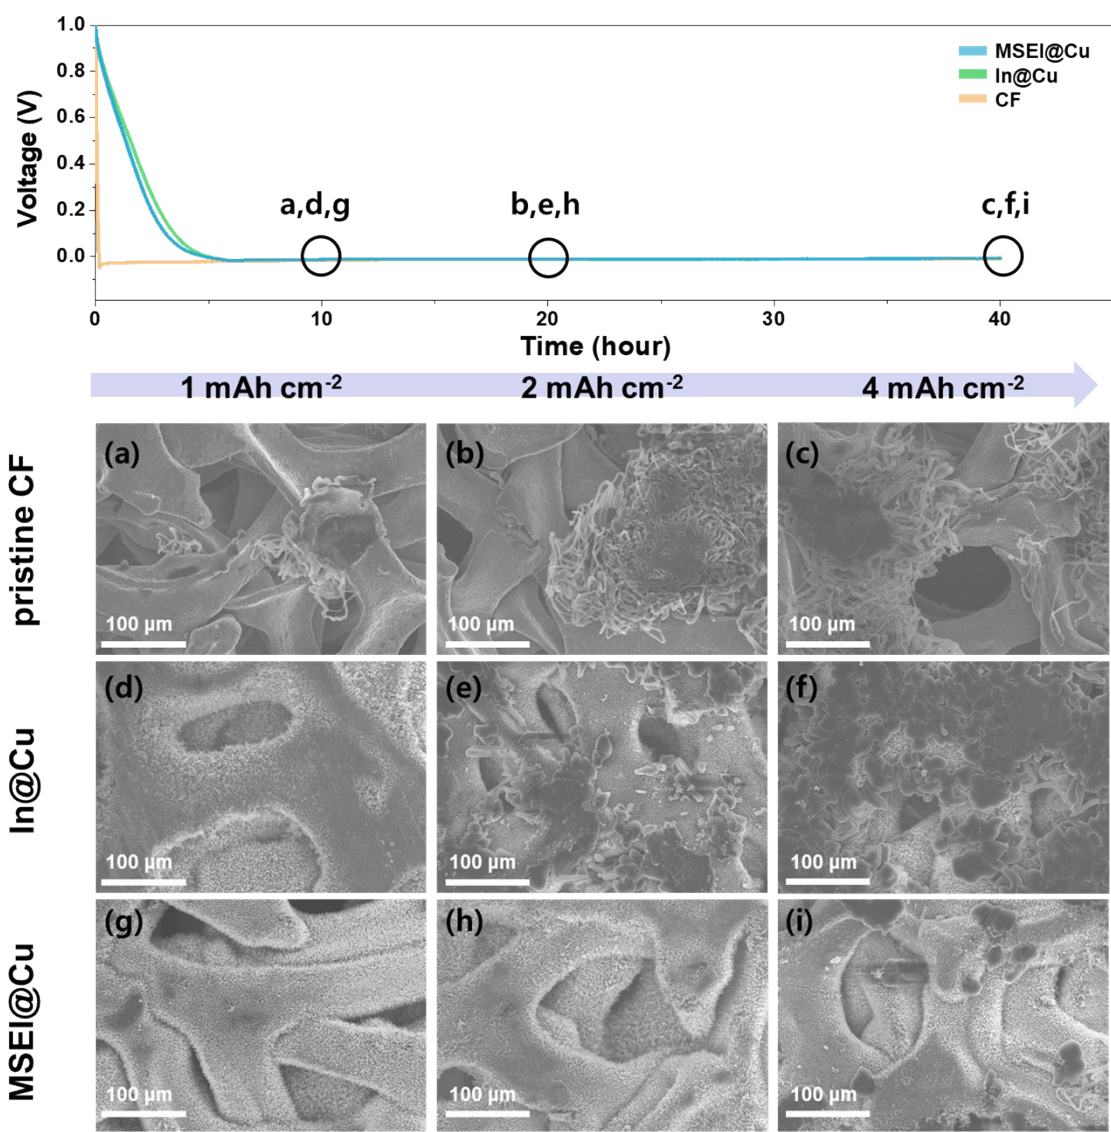 1.0
0.8
0.6
0.4
0.2
0.0
Voltage (V)
MSEI@Cu
In@Cu
CF
a,d,g
b,e,h
c,f,i
0
10
20
30
40
Time (hour)
1 mAh cm-2
2 mAh cm-2
4 mAh cm-2
pristine CF
(a)
100 µm
(b)
100 µm
(c)
100 µm
In@Cu
(d)
100 µm
(e)
100 µm
(f)
100 µm
MSEI@Cu
(g)
100 µm
(h)
100 µm
(i)
100 µm